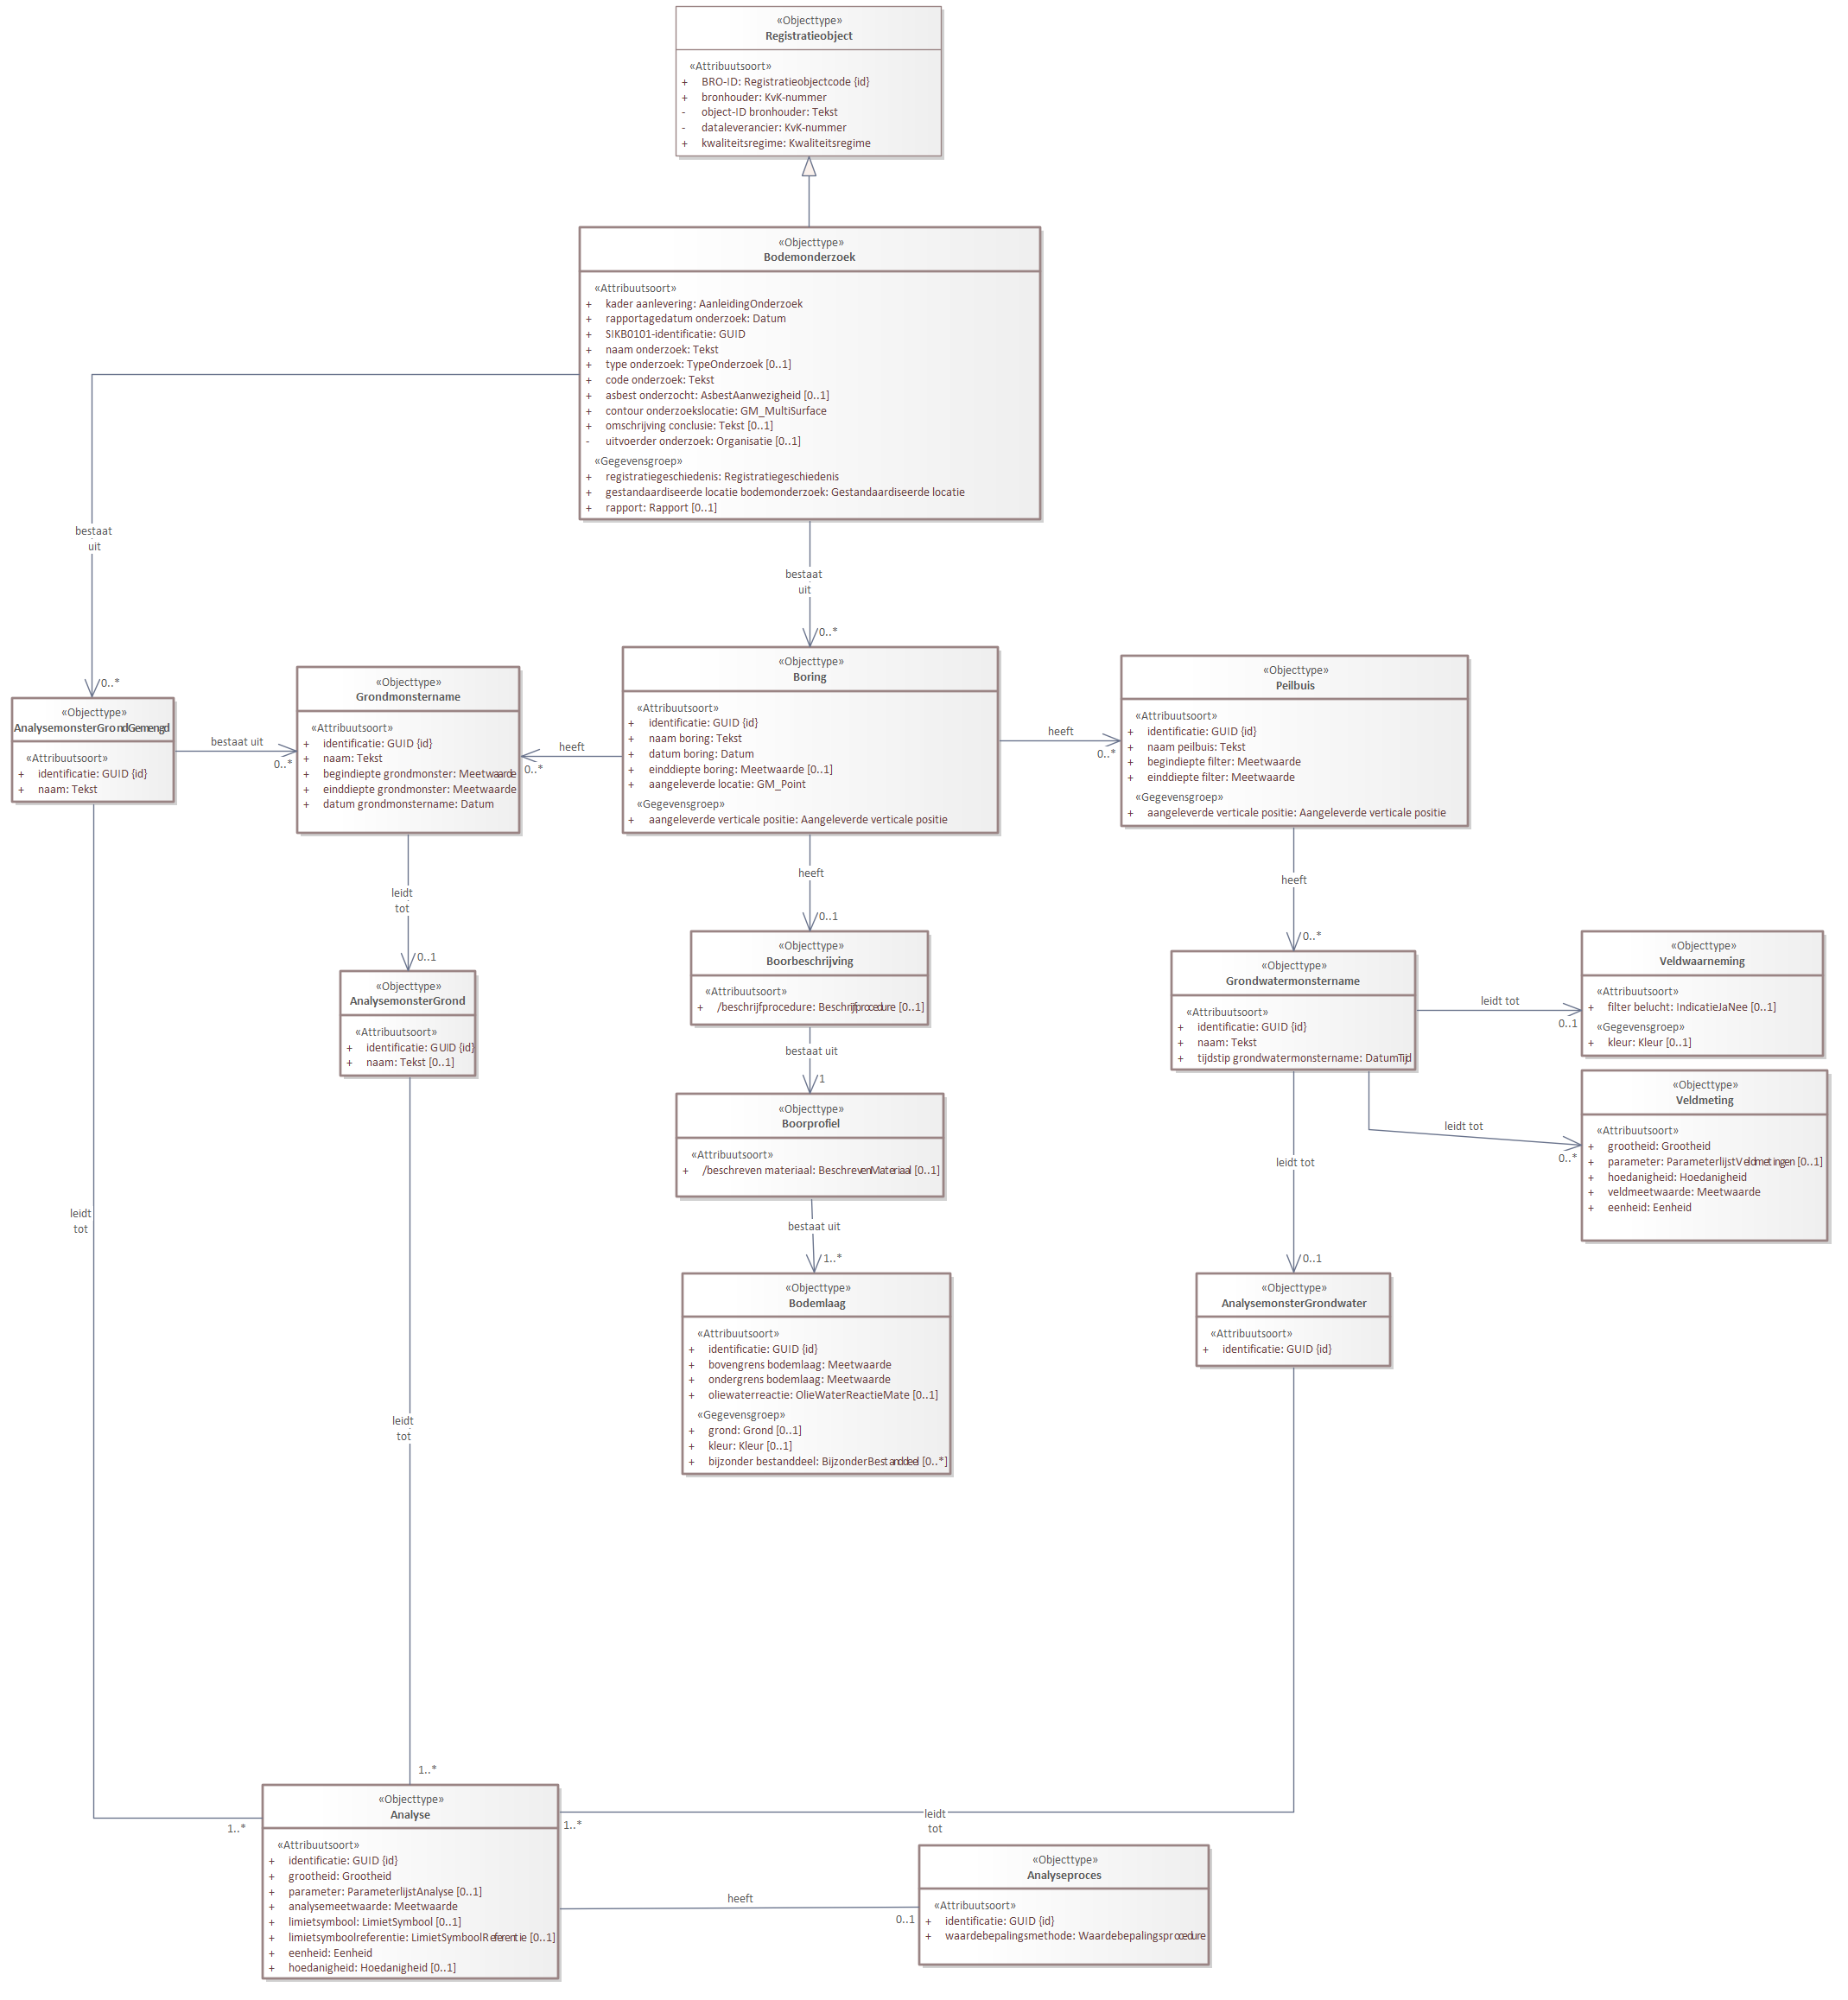 «Objecttype»
Registratieobject
«Attribuutsoort»
+ BRO-ID: Registratieobjectcode {id}
+ bronhouder: KvK-nummer
- object-ID bronhouder: Tekst
- dataleverancier: KvK-nummer
+ kwaliteitsregime: Kwaliteitsregime
«Objecttype»
Bodemonderzoek
«Attribuutsoort»
+ kader aanlevering: AanleidingOnderzoek
+ rapportagedatum onderzoek: Datum
+ SIKB0101-identificatie: GUID
+ naam onderzoek: Tekst
+ type onderzoek: TypeOnderzoek [0..1]
+ code onderzoek: Tekst
+ asbest onderzocht: AsbestAanwezigheid [0..1]
+ contour onderzoekslocatie: GM_MultiSurface
+ omschrijving conclusie: Tekst [0..1]
- uitvoerder onderzoek: Organisatie [0..1]
«Gegevensgroep»
+ registratiegeschiedenis: Registratiegeschiedenis
+ gestandaardiseerde locatie bodemonderzoek: Gestandaardiseerde locatie
+ rapport: Rapport [0..1]
bestaat
uit
0..*
bestaat
uit
0..*
«Objecttype»
AnalysemonsterGrondGemengd
«Attribuutsoort»
+ identificatie: GUID {id}
+ naam: Tekst
bestaat uit
0..*
«Objecttype»
Grondmonstername
«Attribuutsoort»
+ identificatie: GUID {id}
+ naam: Tekst
+ begindiepte grondmonster: Meetwaarde
+ einddiepte grondmonster: Meetwaarde
+ datum grondmonstername: Datum
heeft
0..*
«Objecttype»
Boring
«Attribuutsoort»
+ identificatie: GUID {id}
+ naam boring: Tekst
+ datum boring: Datum
+ einddiepte boring: Meetwaarde [0..1]
+ aangeleverde locatie: GM_Point
«Gegevensgroep»
+ aangeleverde verticale positie: Aangeleverde verticale positie
heeft
0..*
«Objecttype»
Peilbuis
«Attribuutsoort»
+ identificatie: GUID {id}
+ naam peilbuis: Tekst
+ begindiepte filter: Meetwaarde
+ einddiepte filter: Meetwaarde
«Gegevensgroep»
+ aangeleverde verticale positie: Aangeleverde verticale positie
leidt
tot
0..1
heeft
0..1
heeft
0..*
«Objecttype»
AnalysemonsterGrond
«Attribuutsoort»
+ identificatie: GUID {id}
+ naam: Tekst [0..1]
«Objecttype»
Boorbeschrijving
«Attribuutsoort»
+ /beschrijfprocedure: Beschrijfprocedure [0..1]
bestaat uit
1
«Objecttype»
Grondwatermonstername
«Attribuutsoort»
+ identificatie: GUID {id}
+ naam: Tekst
+ tijdstip grondwatermonstername: DatumTijd
leidt tot
0..1
«Objecttype»
Veldwaarneming
«Attribuutsoort»
+ filter belucht: IndicatieJaNee [0..1]
«Gegevensgroep»
+ kleur: Kleur [0..1]
leidt tot
0..*
«Objecttype»
Veldmeting
«Attribuutsoort»
+ grootheid: Grootheid
+ parameter: ParameterlijstVeldmetingen [0..1]
+ hoedanigheid: Hoedanigheid
+ veldmeetwaarde: Meetwaarde
+ eenheid: Eenheid
«Objecttype»
Boorprofiel
«Attribuutsoort»
+ /beschreven materiaal: BeschrevenMateriaal [0..1]
bestaat uit
1..*
leidt tot
0..1
leidt
tot
«Objecttype»
Bodemlaag
«Attribuutsoort»
+ identificatie: GUID {id}
+ bovengrens bodemlaag: Meetwaarde
+ ondergrens bodemlaag: Meetwaarde
+ oliewaterreactie: OlieWaterReactieMate [0..1]
«Gegevensgroep»
+ grond: Grond [0..1]
+ kleur: Kleur [0..1]
+ bijzonder bestanddeel: BijzonderBestanddeel [0..*]
«Objecttype»
AnalysemonsterGrondwater
«Attribuutsoort»
+ identificatie: GUID {id}
leidt
tot
1..*
1..*
1..*
leidt
tot
«Objecttype»
Analyse
«Attribuutsoort»
+ identificatie: GUID {id}
+ grootheid: Grootheid
+ parameter: ParameterlijstAnalyse [0..1]
+ analysemeetwaarde: Meetwaarde
+ limietsymbool: LimietSymbool [0..1]
+ limietsymboolreferentie: LimietSymboolReferentie [0..1]
+ eenheid: Eenheid
+ hoedanigheid: Hoedanigheid [0..1]
heeft
0..1
«Objecttype»
Analyseproces
«Attribuutsoort»
+ identificatie: GUID {id}
+ waardebepalingsmethode: Waardebepalingsprocedure